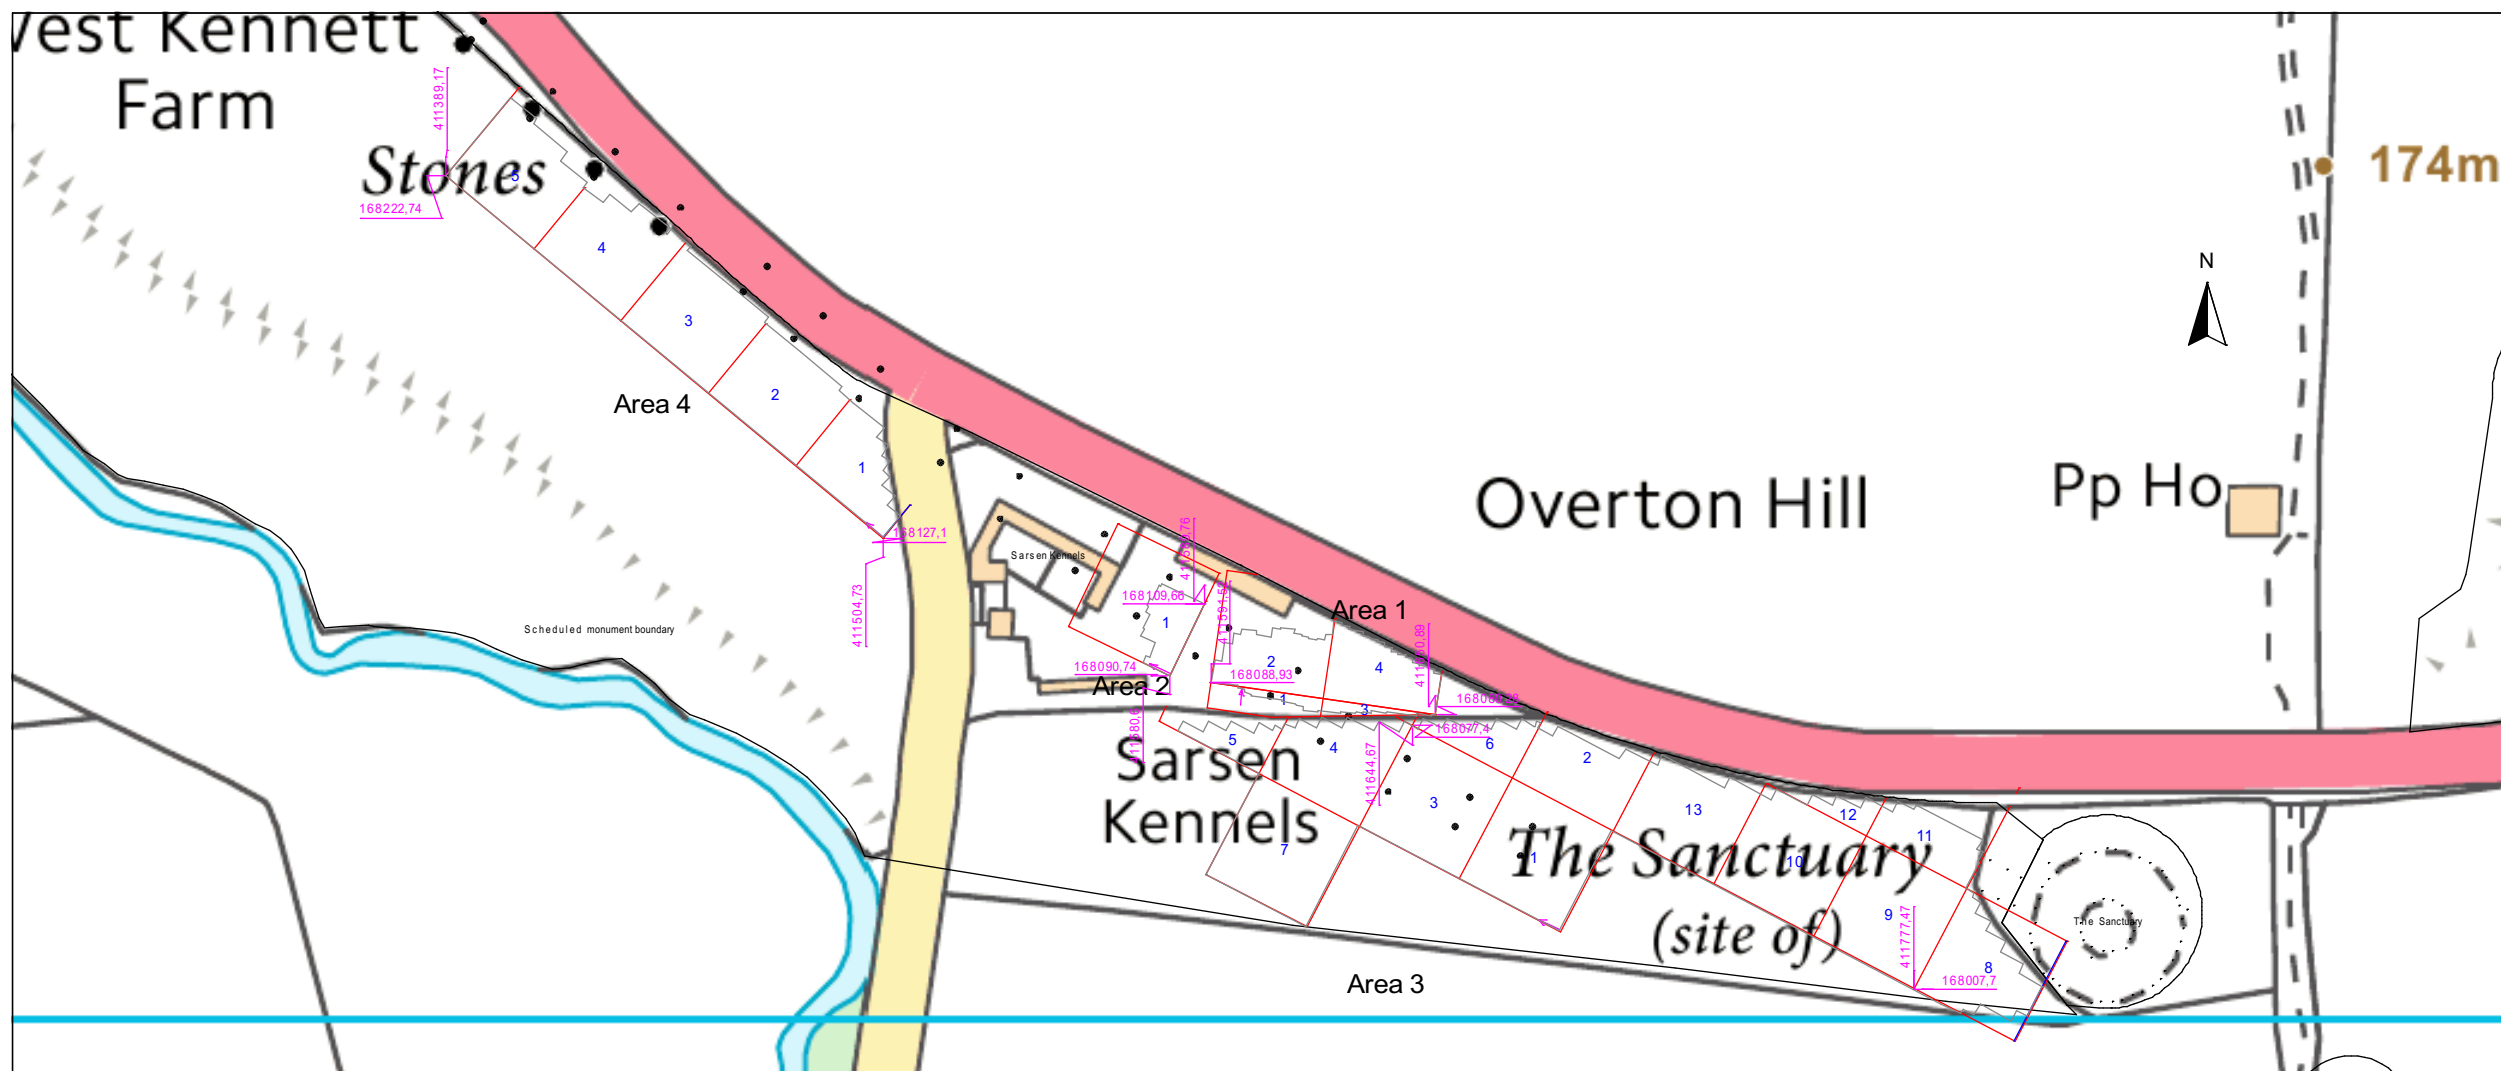 West Kennett
Farm
411389,17
Stones
5
168222,74
174m
N
4
3
Area 4
2
1
168127,1
411504,73
Scheduled monument boundary
Sarsen Kennels
168109,66
1
168090,74
Area 2
Overton Hill
Pp Ho
Area 1
2
4
168088,93
1
3
168077,4
5
4
6
2
Sarsen
Kennels
411644,67
3
7
1
13
12
11
10
The Sanctuary
(site of)
9
411777,47
8
168007,7
The Sanctuary
Area 3